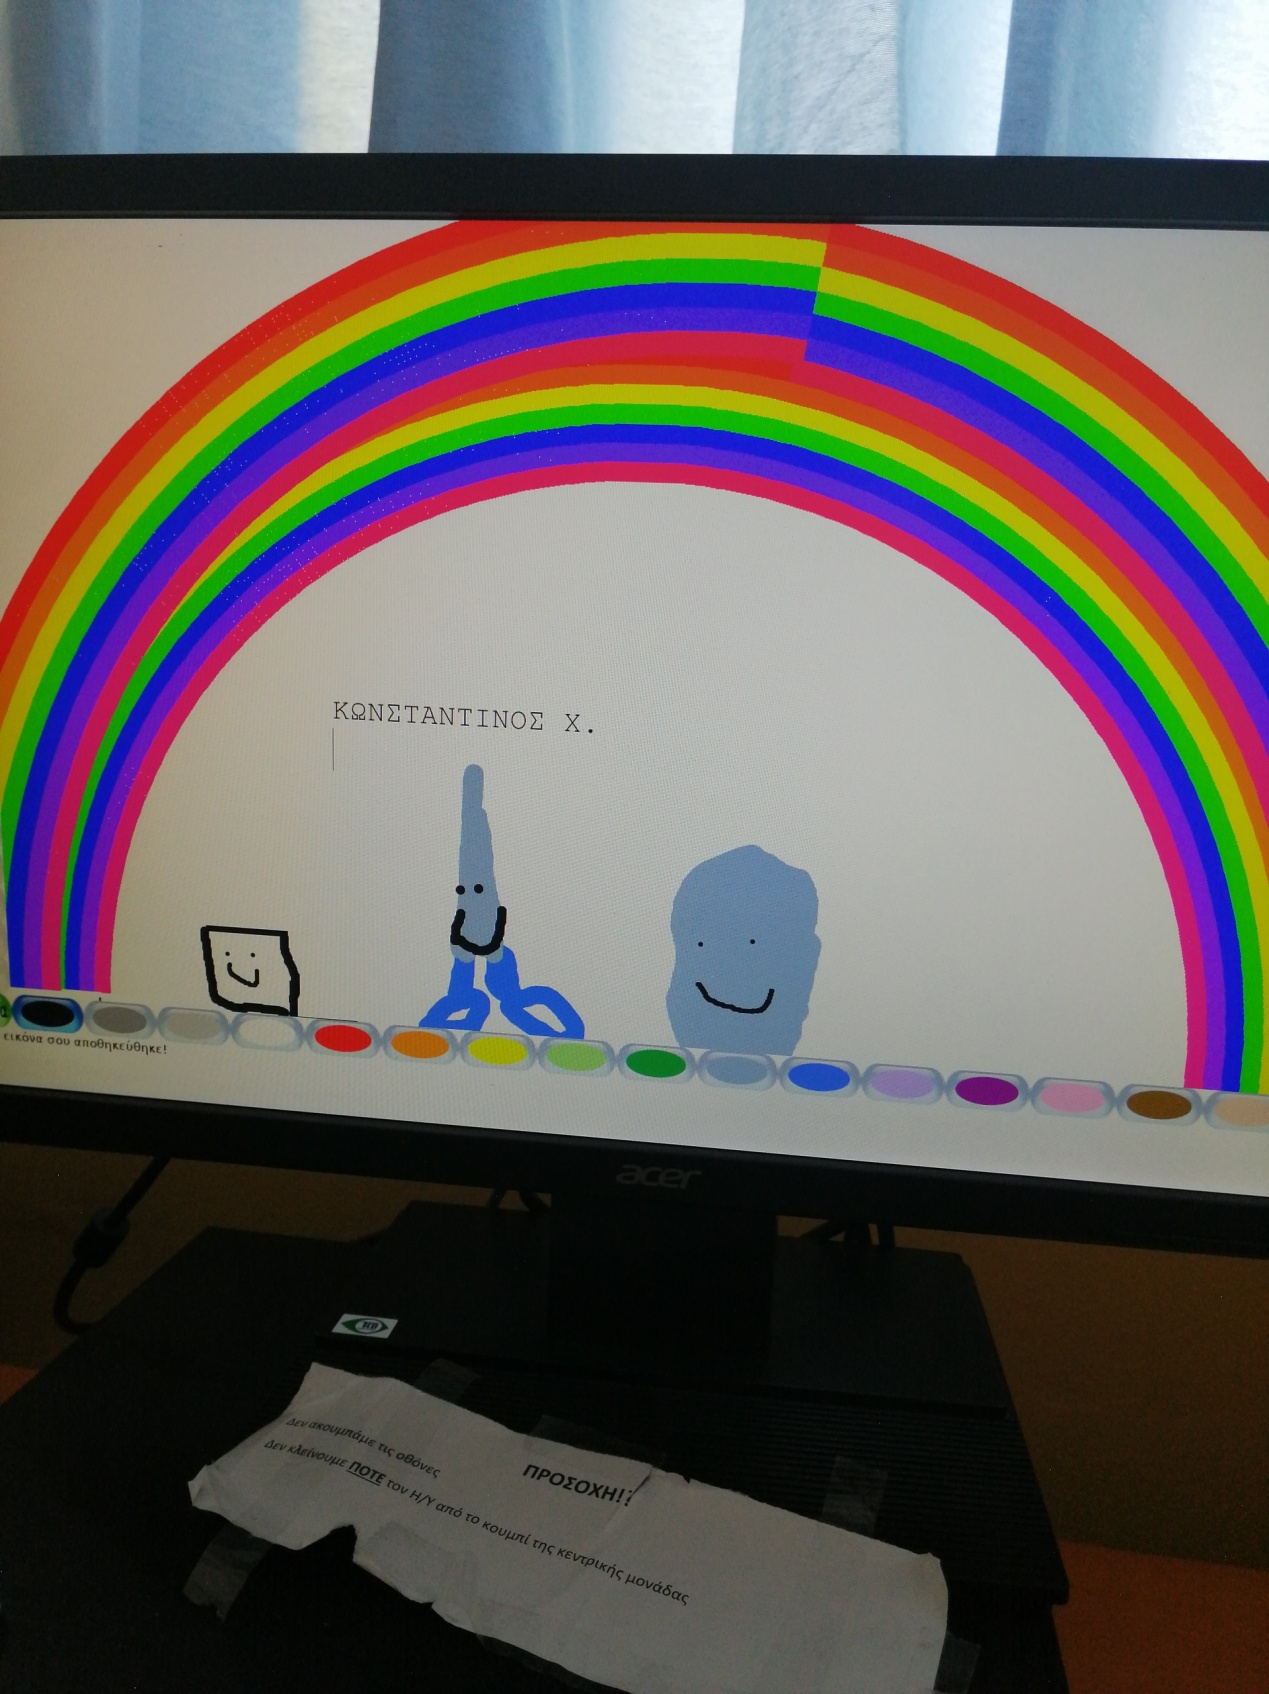 ΚΩΝΣΤΑΝΤΙΝΟΣ Χ.
εικόνα σου αποθηκεύθηκε!
acer
ΠΡΟΣΟΧΗ!!
Δεν ακουμπάμε τις οθόνες
Δεν κλείνουμε ΠΟΤΕ τον Η/Υ από το κουμπί της κεντρικής μονάδας